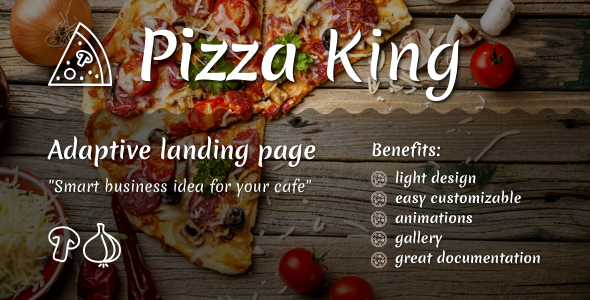 Pizza King
Adaptive landing page
"Smart business idea for your cafe"
Benefits:
light design
easy customizable
animations
gallery
great documentation